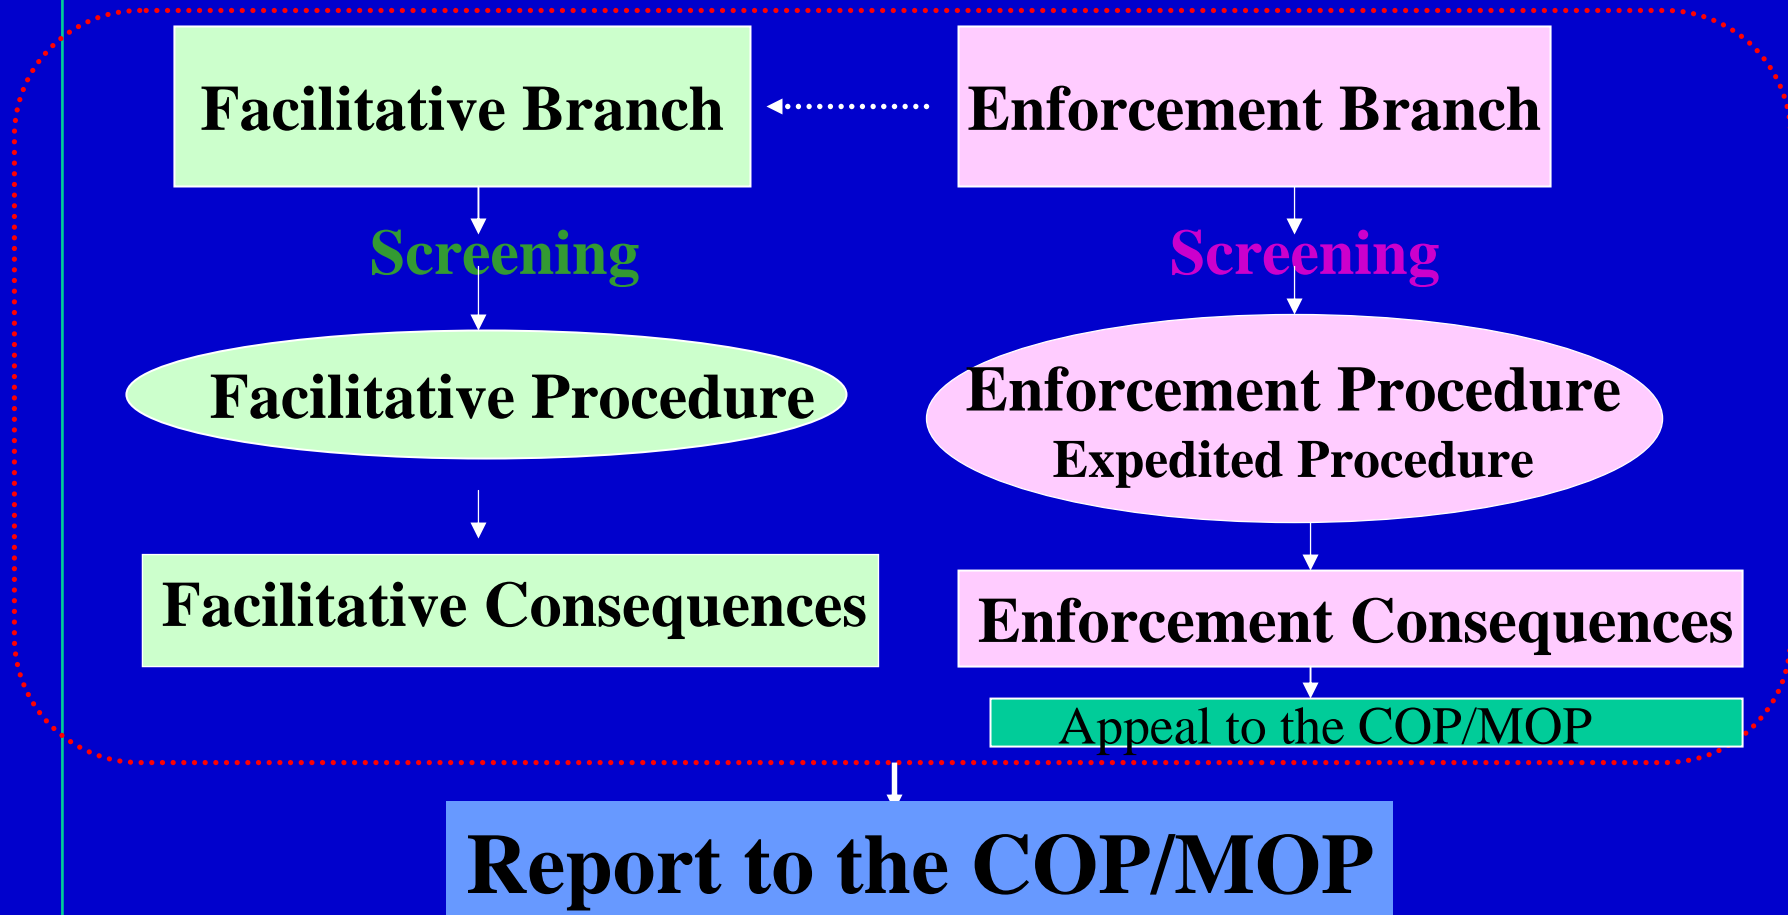 Facilitative Branch
Enforcement Branch
Screening
Screening
Facilitative Procedure
Enforcement Procedure
Expedited Procedure
Facilitative Consequences
Enforcement Consequences
Appeal to the COP/MOP
Report to the COP/MOP